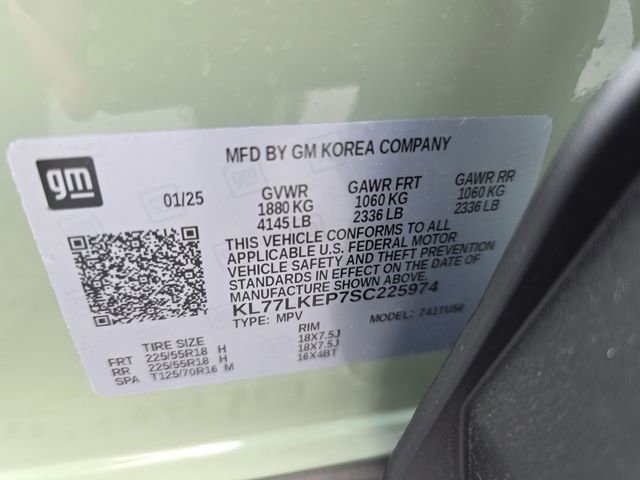 gm
MFD BY GM KOREA COMPANY
01/25
GVWR
1880 KG
4145 LB
GAWR FRT
1060 KG
2336 LB
GAWR RR
1060 KG
2336 LB
THIS VEHICLE CONFORMS TO ALL
APPLICABLE U.S. FEDERAL MOTOR
VEHICLE SAFETY AND THEFT PREVENTION
STANDARDS IN EFFECT ON THE DATE OF
MANUFACTURE SHOWN ABOVE.
KL77LKEP7SC225974
TYPE: MPV
MODEL: 741TU58
TIRE SIZE RIM
FRT 225/55R18 H 18X7.5J
RR 225/55R18 H 18X7.5J
SPA T125/70R16 M 16X4BT